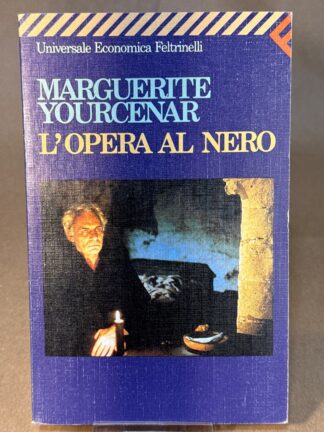 Universale Economica Feltrinelli
MARGUERITE
YOURCENAR
L'OPERA AL NERO